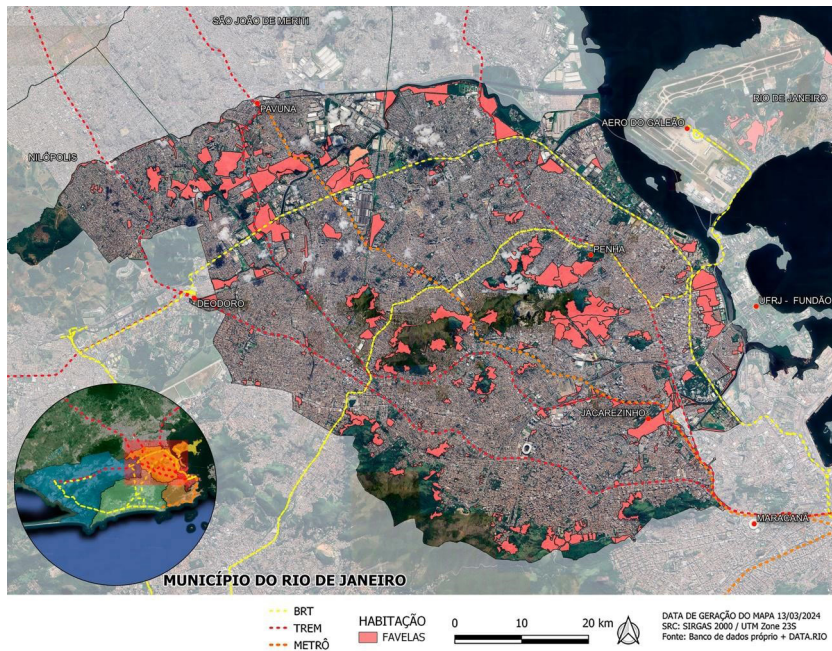 SÃO JOÃO DE MERITI
PAVUNA
RIO DE JANEIRO
AERO DO GALEÃO
NILÓPOLIS
PENHA
DEODORO
UFRJ - FUNDÃO
JACAREZINHO
MARACANÃ
MUNICÍPIO DO RIO DE JANEIRO
BRT
TREM
METRÔ
HABITAÇÃO
FAVELAS
0 10 20 km
DATA DE GERAÇÃO DO MAPA 13/03/2024
SRC: SIRGAS 2000 / UTM Zone 23S
Fonte: Banco de dados próprio + DATA.RIO